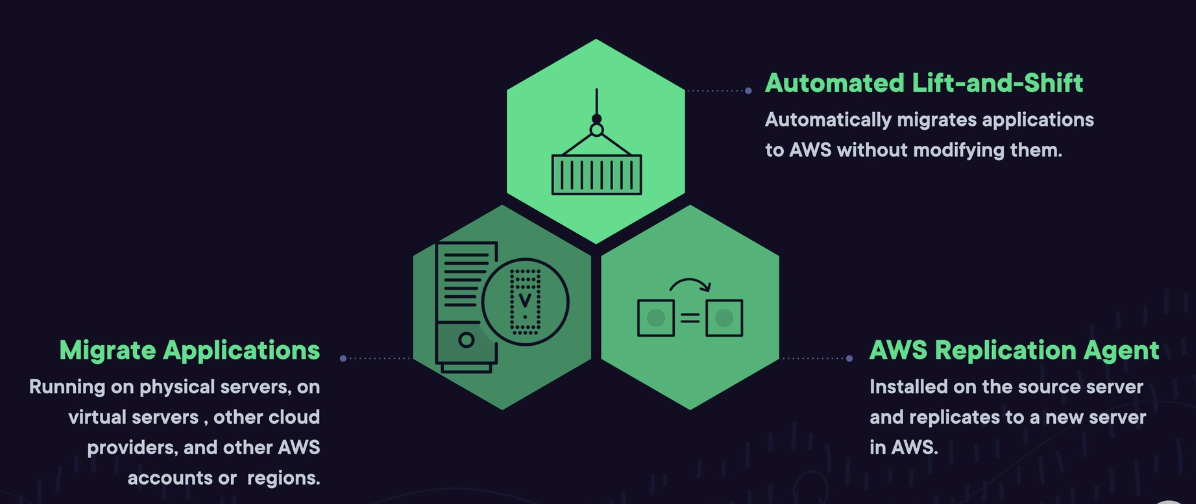 Automated Lift-and-Shift
Automatically migrates applications
to AWS without modifying them.
Migrate Applications
Running on physical servers, on
virtual servers , other cloud
providers, and other AWS
accounts or  regions.
V
AWS Replication Agent
Installed on the source server
and replicates to a new server
in AWS.